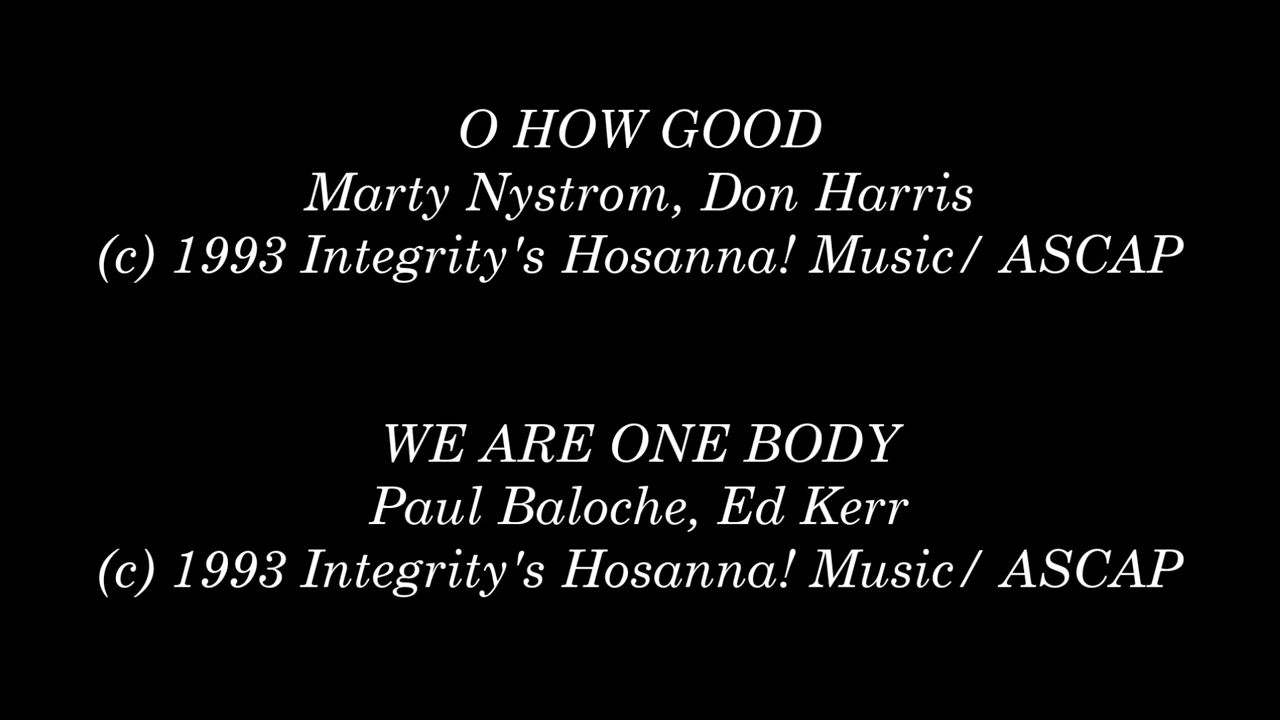 O HOW GOOD
Marty Nystrom, Don Harris
(c) 1993 Integrity's Hosanna! Music/ ASCAP
WE ARE ONE BODY
Paul Baloche, Ed Kerr
(c) 1993 Integrity's Hosanna! Music/ ASCAP